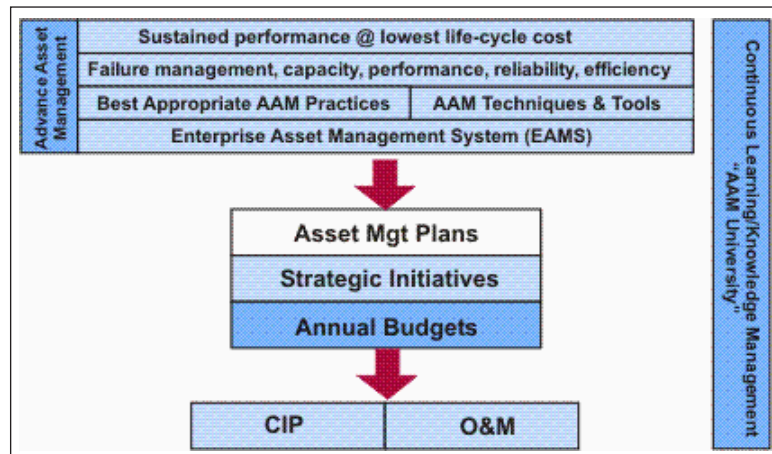 Advance Asset
Management
Sustained performance @ lowest life-cycle cost
Failure management, capacity, performance, reliability, efficiency
Best Appropriate AAM Practices
AAM Techniques & Tools
Enterprise Asset Management System (EAMS)
Asset Mgt Plans
Strategic Initiatives
Annual Budgets
CIP
O&M
Continuous Learning/Knowledge Management
“AAM University”